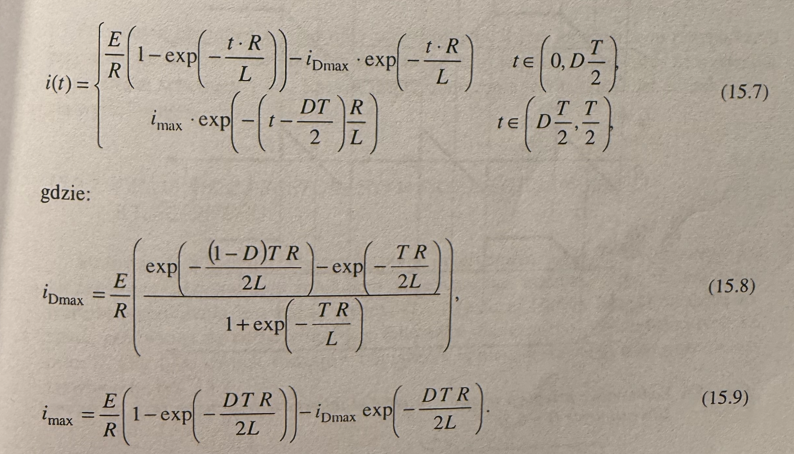 i(t) = { E/R (1 − exp(− t · R / L)) − i_Dmax · exp(− t · R / L)    t ∈ (0, D T/2),
i_max · exp(−(t − DT/2) R/L)    t ∈ (D T/2, T/2),    (15.7)
gdzie:
i_Dmax = E/R ( (exp(− (1−D)T R / 2L) − exp(− T R / 2L)) / (1 + exp(− T R / L)) ),    (15.8)
i_max = E/R (1 − exp(− DT R / 2L)) − i_Dmax exp(− DT R / 2L).    (15.9)